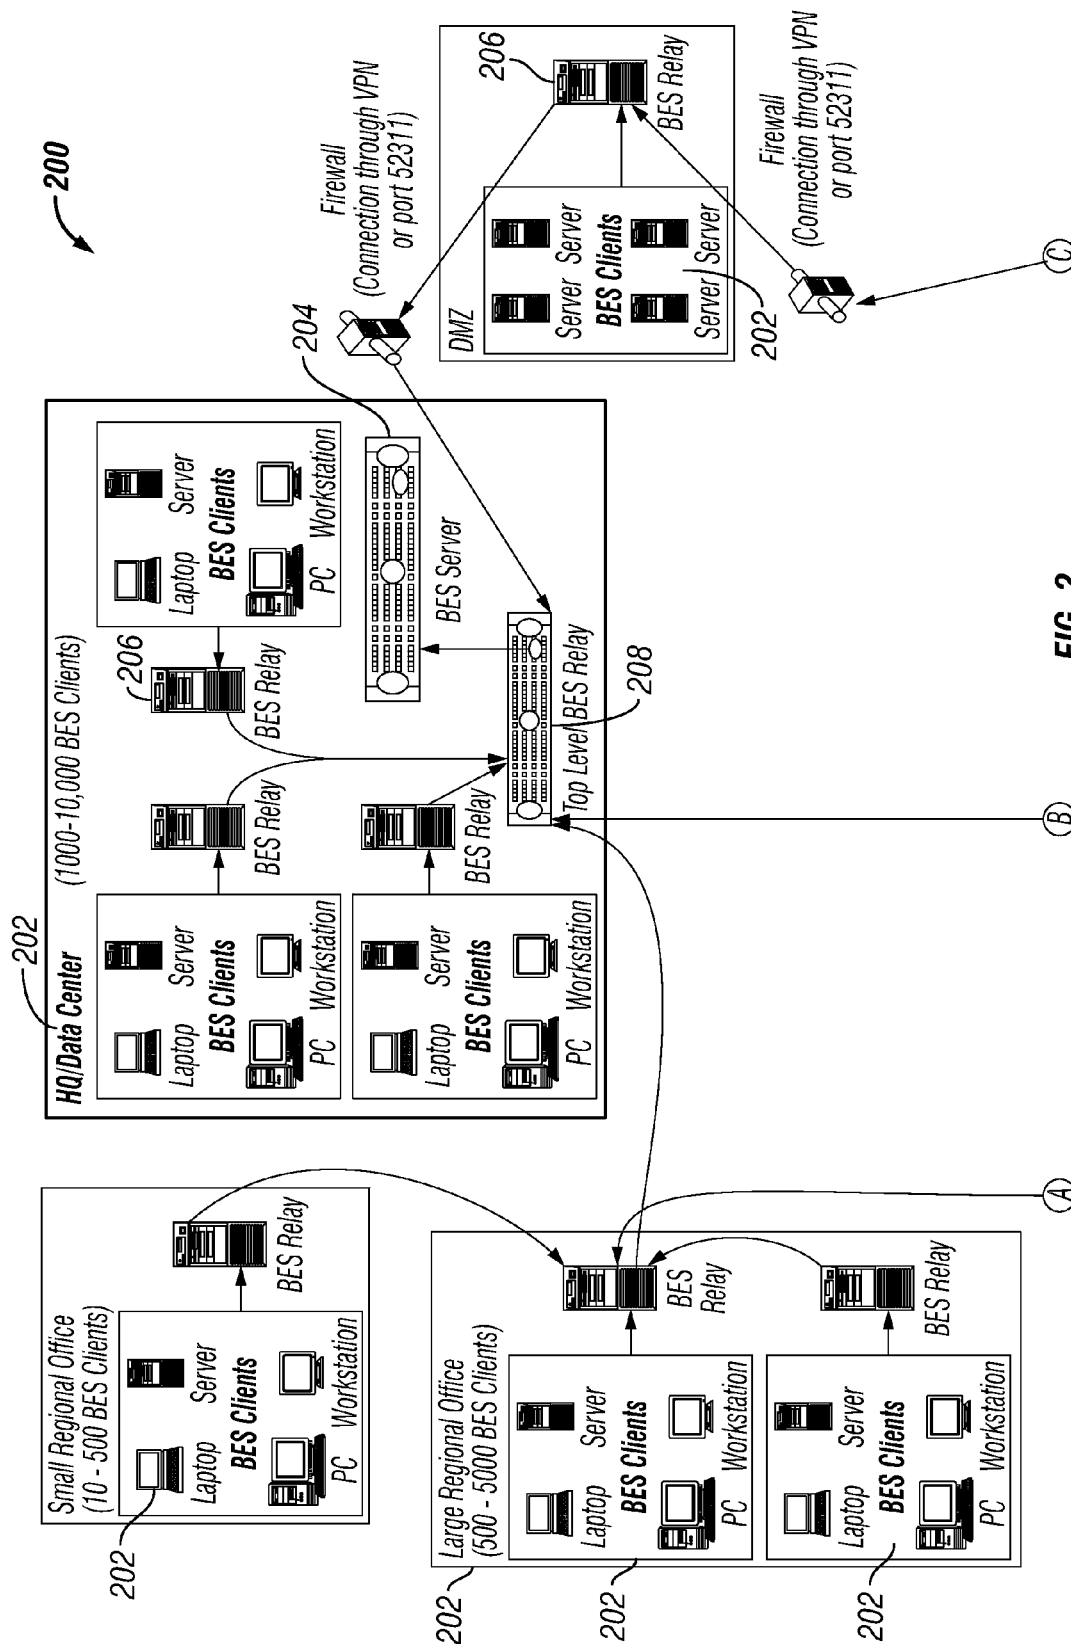 200
Small Regional Office
(10 - 500 BES Clients)
Laptop
Server
BES Clients
PC
Workstation
BES Relay
202
202
HQ/Data Center
(1000-10,000 BES Clients)
Laptop
Server
BES Clients
PC
Workstation
BES Relay
BES Relay
206
Laptop
Server
BES Clients
PC
Workstation
Laptop
Server
BES Clients
PC
Workstation
BES Relay
BES Server
204
Top Level BES Relay
208
Firewall
(Connection through VPN
or port 52311)
202
Large Regional Office
(500 - 5000 BES Clients)
Laptop
Server
BES Clients
PC
Workstation
202
BES
Relay
Laptop
Server
BES Clients
PC
Workstation
202
BES Relay
DMZ
Server
Server
BES Clients
Server
Server
202
BES Relay
206
Firewall
(Connection through VPN
or port 52311)
A
B
C
FIG. 2